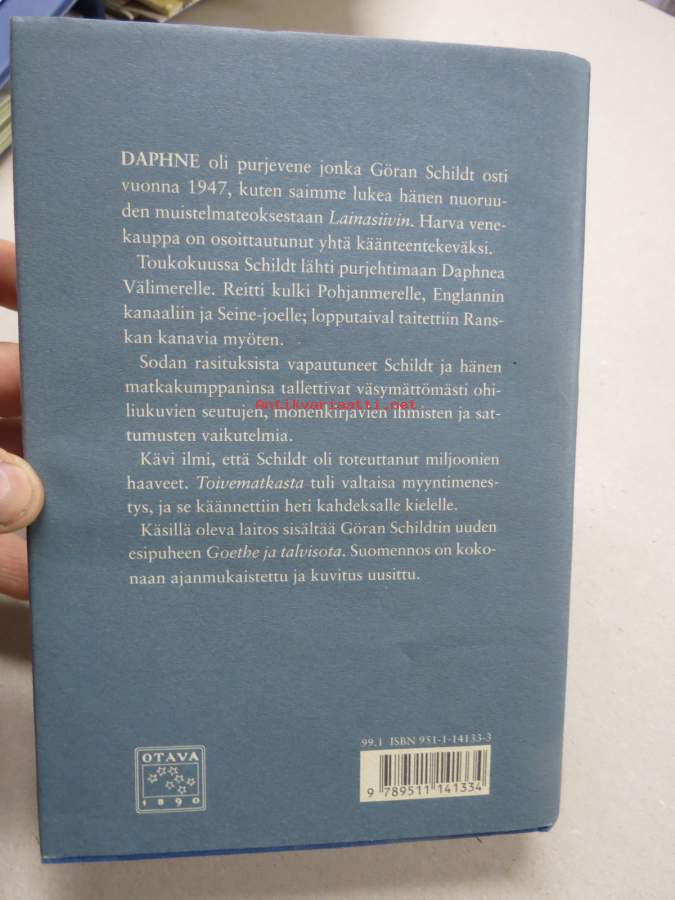 DAPHNE oli purjevene jonka Göran Schildt osti
vuonna 1947, kuten saimme lukea hänen nuoruu-
den muistelmateoksestaan Lainasiivin. Harva vene-
kauppa on osoittautunut yhtä käänteentekeväksi.
Toukokuussa Schildt lähti purjehtimaan Daphnea
Välimerelle. Reitti kulki Pohjanmerelle, Englannin
kanaaliin ja Seine-joelle; lopputaival taitettiin Rans-
kan kanavia myöten.
Sodan rasituksista vapautuneet Schildt ja hänen
matkakumppaninsa tallettivat väsymättömästi ohi-
liukuvien seutujen, monenkirjavien ihmisten ja sat-
tumusten vaikutelmia.
Antikvariaatti.net
Kävi ilmi, että Schildt oli toteuttanut miljoonien
haaveet. Toivematkasta tuli valtaisa myyntimenes-
tys, ja se käännettiin heti kahdeksalle kielelle.
Käsillä oleva laitos sisältää Göran Schildtin uuden
esipuheen Goethe ja talvisota. Suomennos on koko-
naan ajanmukaistettu ja kuvitus uusittu.
OTAVA
1890
99.1 ISBN 951-1-14133-3
9 789511 141334